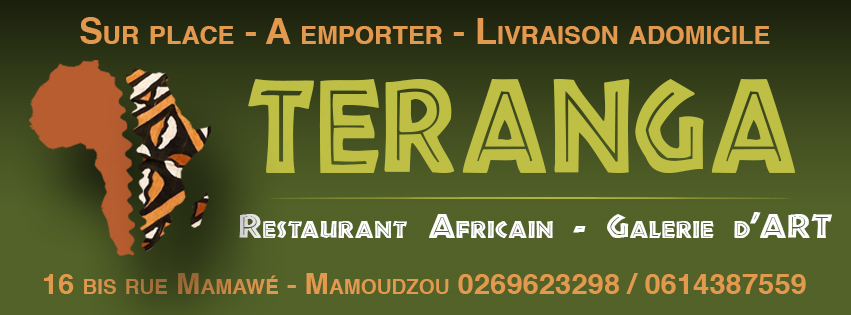 Sur place - A emporter - Livraison adomicile
TERANGA
Restaurant Africain - Galerie d'ART
16 bis rue Mamawé - Mamoudzou 0269623298 / 0614387559